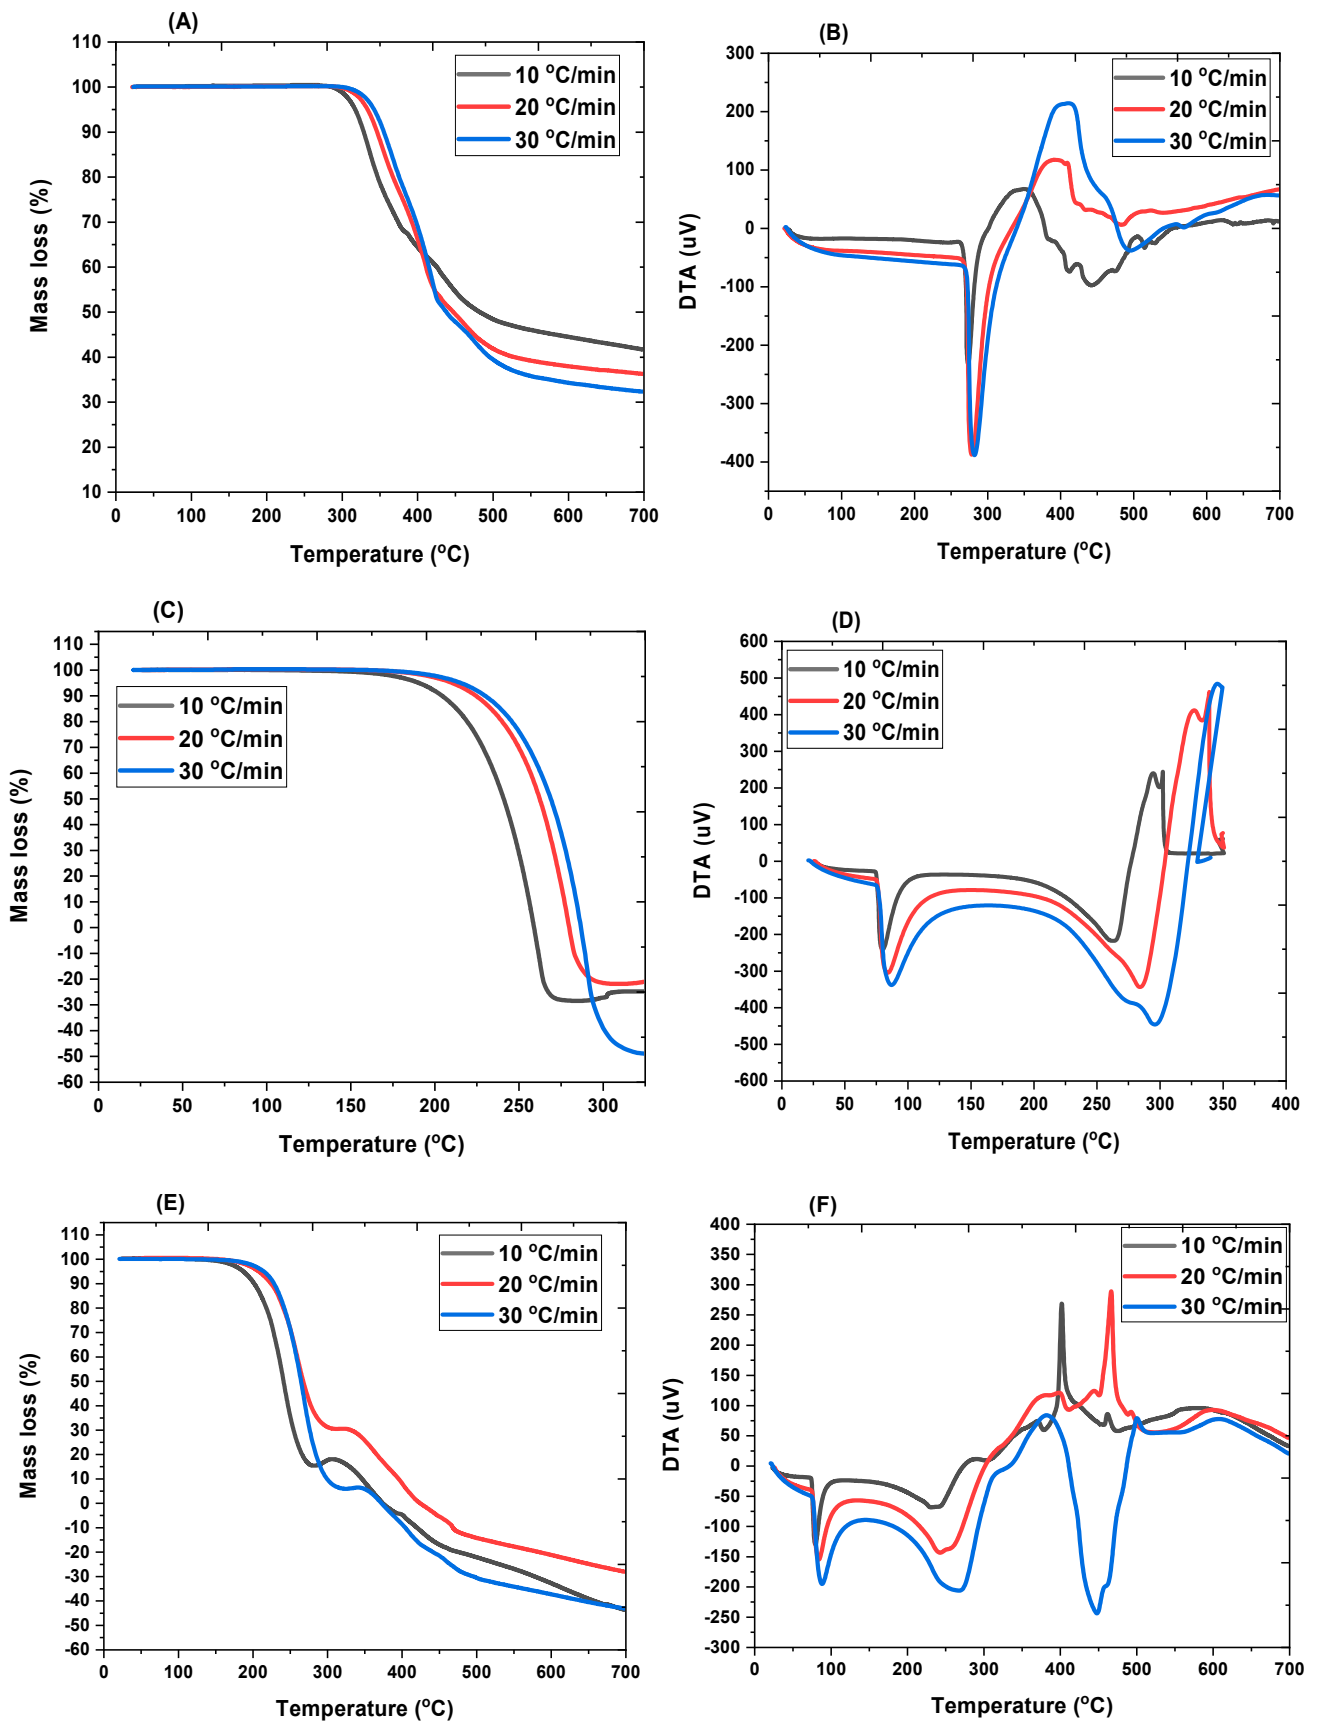 (A)
110
100
90
80
70
60
50
40
30
20
10
Mass loss (%)
10 °C/min
20 °C/min
30 °C/min
0 100 200 300 400 500 600 700
Temperature (°C)
(B)
300
200
100
0
-100
-200
-300
-400
DTA (uV)
10 °C/min
20 °C/min
30 °C/min
0 100 200 300 400 500 600 700
Temperature (°C)
(C)
110
100
90
80
70
60
50
40
30
20
10
0
-10
-20
-30
-40
-50
-60
Mass loss (%)
10 °C/min
20 °C/min
30 °C/min
0 50 100 150 200 250 300
Temperature (°C)
(D)
600
500
400
300
200
100
0
-100
-200
-300
-400
-500
-600
DTA (uV)
10 °C/min
20 °C/min
30 °C/min
0 50 100 150 200 250 300 350 400
Temperature (°C)
(E)
110
100
90
80
70
60
50
40
30
20
10
0
-10
-20
-30
-40
-50
-60
Mass loss (%)
10 °C/min
20 °C/min
30 °C/min
0 100 200 300 400 500 600 700
Temperature (°C)
(F)
400
350
300
250
200
150
100
50
0
-50
-100
-150
-200
-250
-300
DTA (uV)
10 °C/min
20 °C/min
30 °C/min
0 100 200 300 400 500 600 700
Temperature (°C)